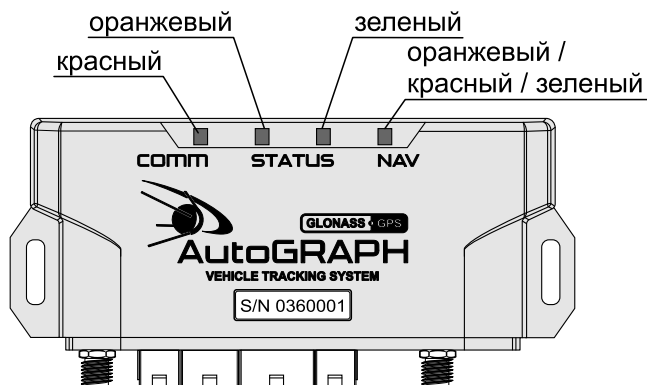 оранжевый
зеленый
красный
оранжевый /
красный / зеленый
COMM STATUS NAV
GLONASS GPS
AutoGRAPH
VEHICLE TRACKING SYSTEM
S/N 0360001